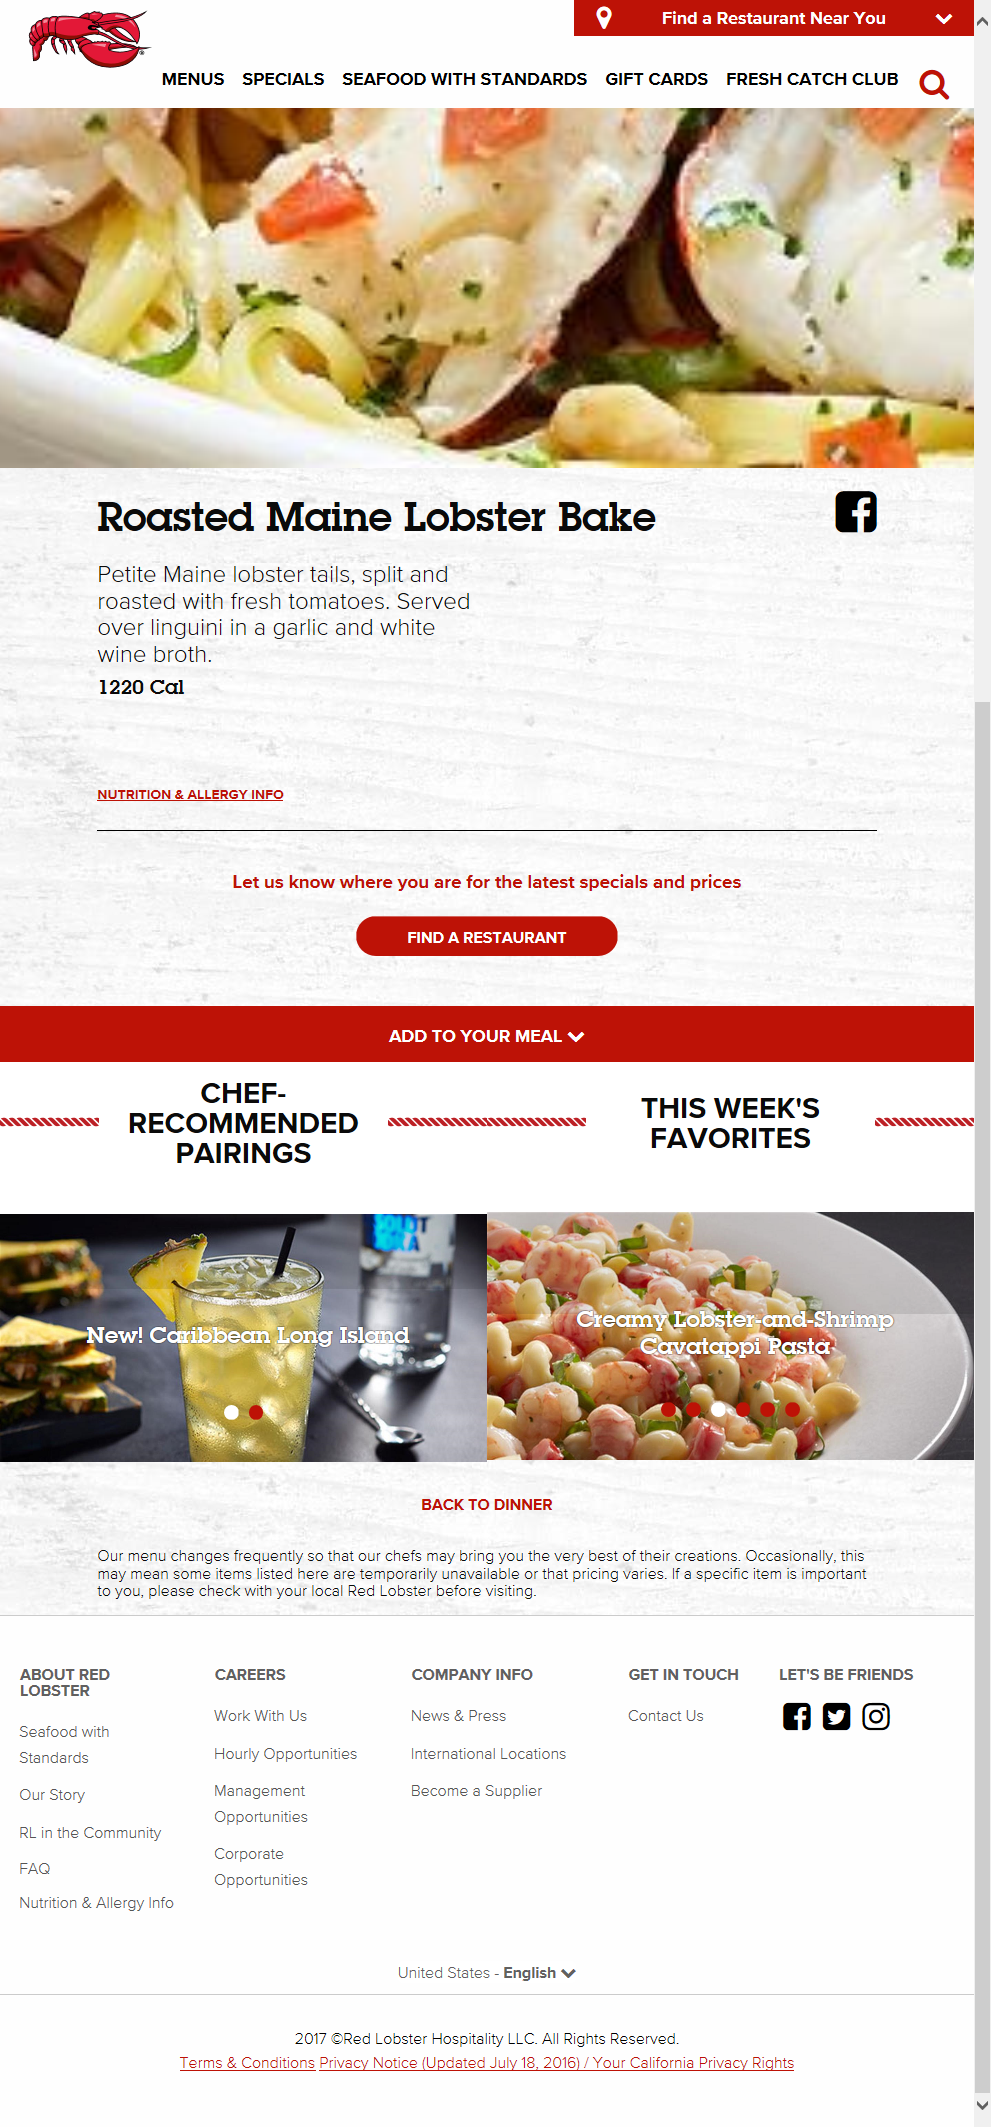 Find a Restaurant Near You
MENUS SPECIALS SEAFOOD WITH STANDARDS GIFT CARDS FRESH CATCH CLUB
Roasted Maine Lobster Bake
Petite Maine lobster tails, split and
roasted with fresh tomatoes. Served
over linguini in a garlic and white
wine broth.
1220 Cal
NUTRITION & ALLERGY INFO
Let us know where you are for the latest specials and prices
FIND A RESTAURANT
ADD TO YOUR MEAL
CHEF-
RECOMMENDED
PAIRINGS
THIS WEEK'S
FAVORITES
New! Caribbean Long Island
Creamy Lobster-and-Shrimp
Cavatappi Pasta
BACK TO DINNER
Our menu changes frequently so that our chefs may bring you the very best of their creations. Occasionally, this
may mean some items listed here are temporarily unavailable or that pricing varies. If a specific item is important
to you, please check with your local Red Lobster before visiting.
ABOUT RED
LOBSTER
Seafood with
Standards
Our Story
RL in the Community
FAQ
Nutrition & Allergy Info
CAREERS
Work With Us
Hourly Opportunities
Management
Opportunities
Corporate
Opportunities
COMPANY INFO
News & Press
International Locations
Become a Supplier
GET IN TOUCH
Contact Us
LET'S BE FRIENDS
United States - English
2017 ©Red Lobster Hospitality LLC. All Rights Reserved.
Terms & Conditions Privacy Notice (Updated July 18, 2016) / Your California Privacy Rights